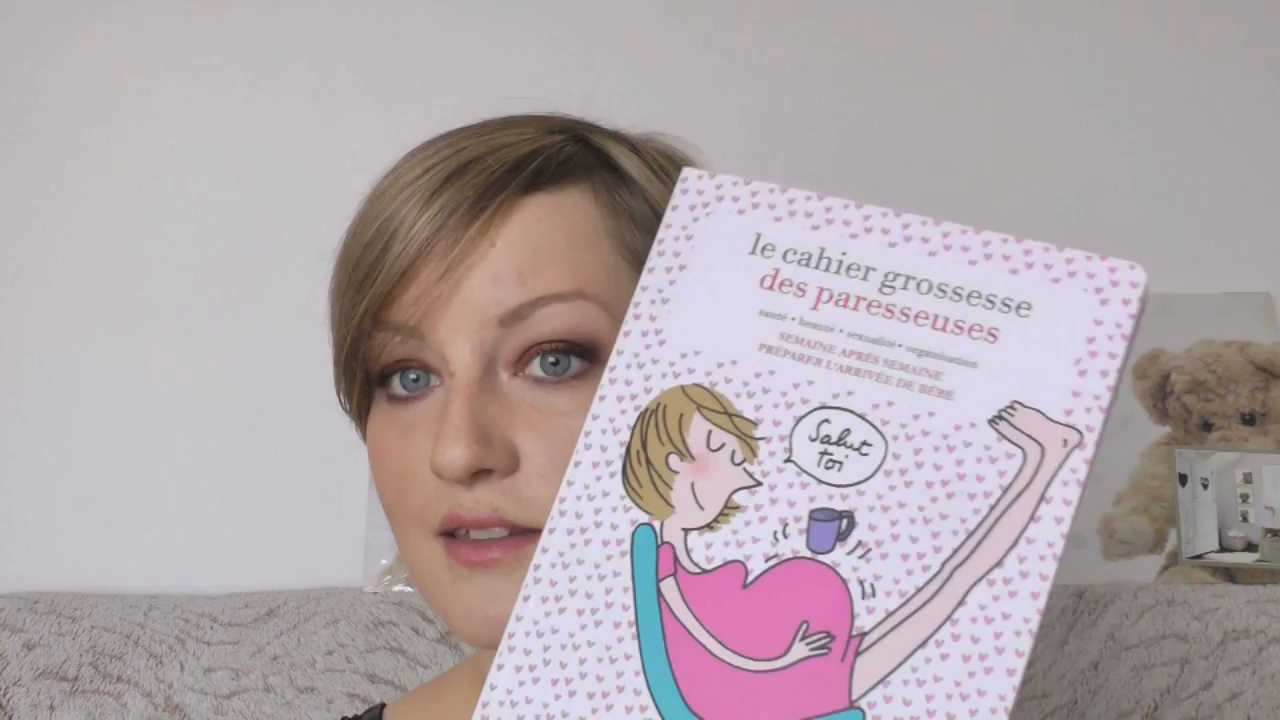 le cahier grossesse
des paresseuses
santé • beauté • sexualité • organisation
SEMAINE APRÈS SEMAINE
PRÉPARER L'ARRIVÉE DE BÉBÉ
Salut
toi